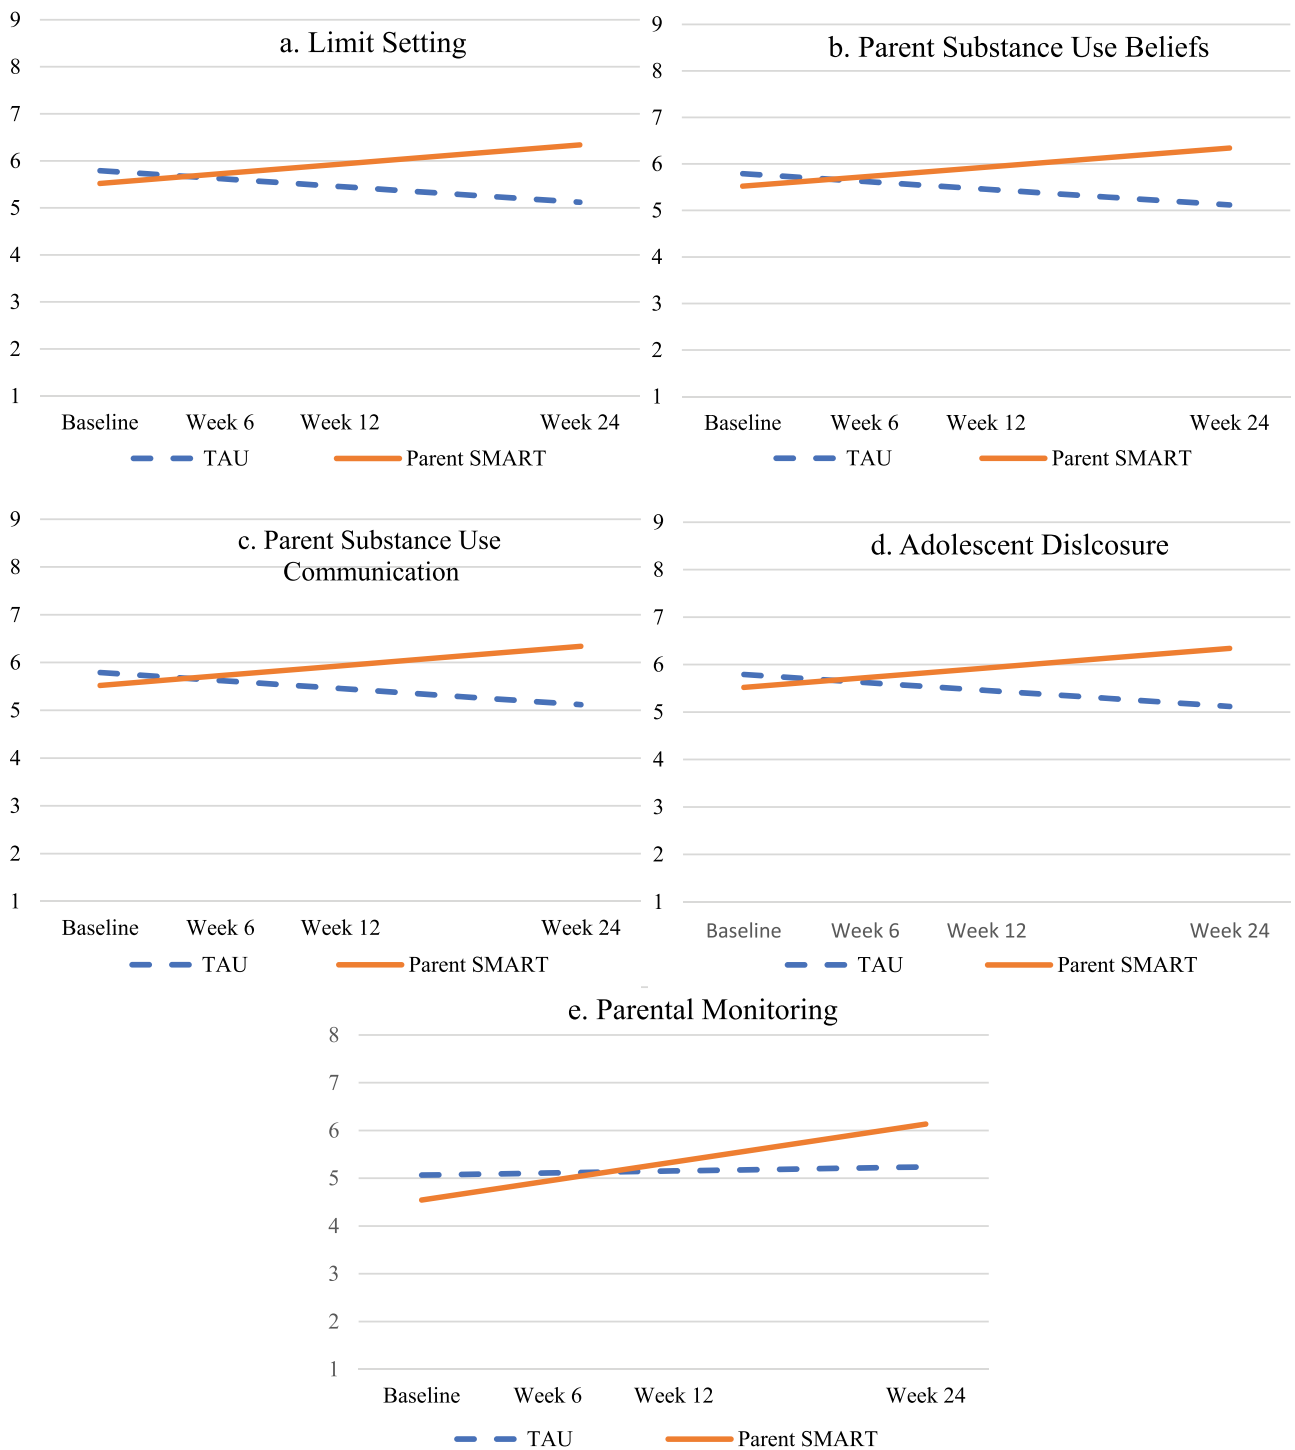 a. Limit Setting
9
8
7
6
5
4
3
2
1
Baseline Week 6 Week 12 Week 24
TAU Parent SMART
b. Parent Substance Use Beliefs
9
8
7
6
5
4
3
2
1
Baseline Week 6 Week 12 Week 24
TAU Parent SMART
c. Parent Substance Use
Communication
9
8
7
6
5
4
3
2
1
Baseline Week 6 Week 12 Week 24
TAU Parent SMART
d. Adolescent Dislcosure
9
8
7
6
5
4
3
2
1
Baseline Week 6 Week 12 Week 24
TAU Parent SMART
e. Parental Monitoring
8
7
6
5
4
3
2
1
Baseline Week 6 Week 12 Week 24
TAU Parent SMART